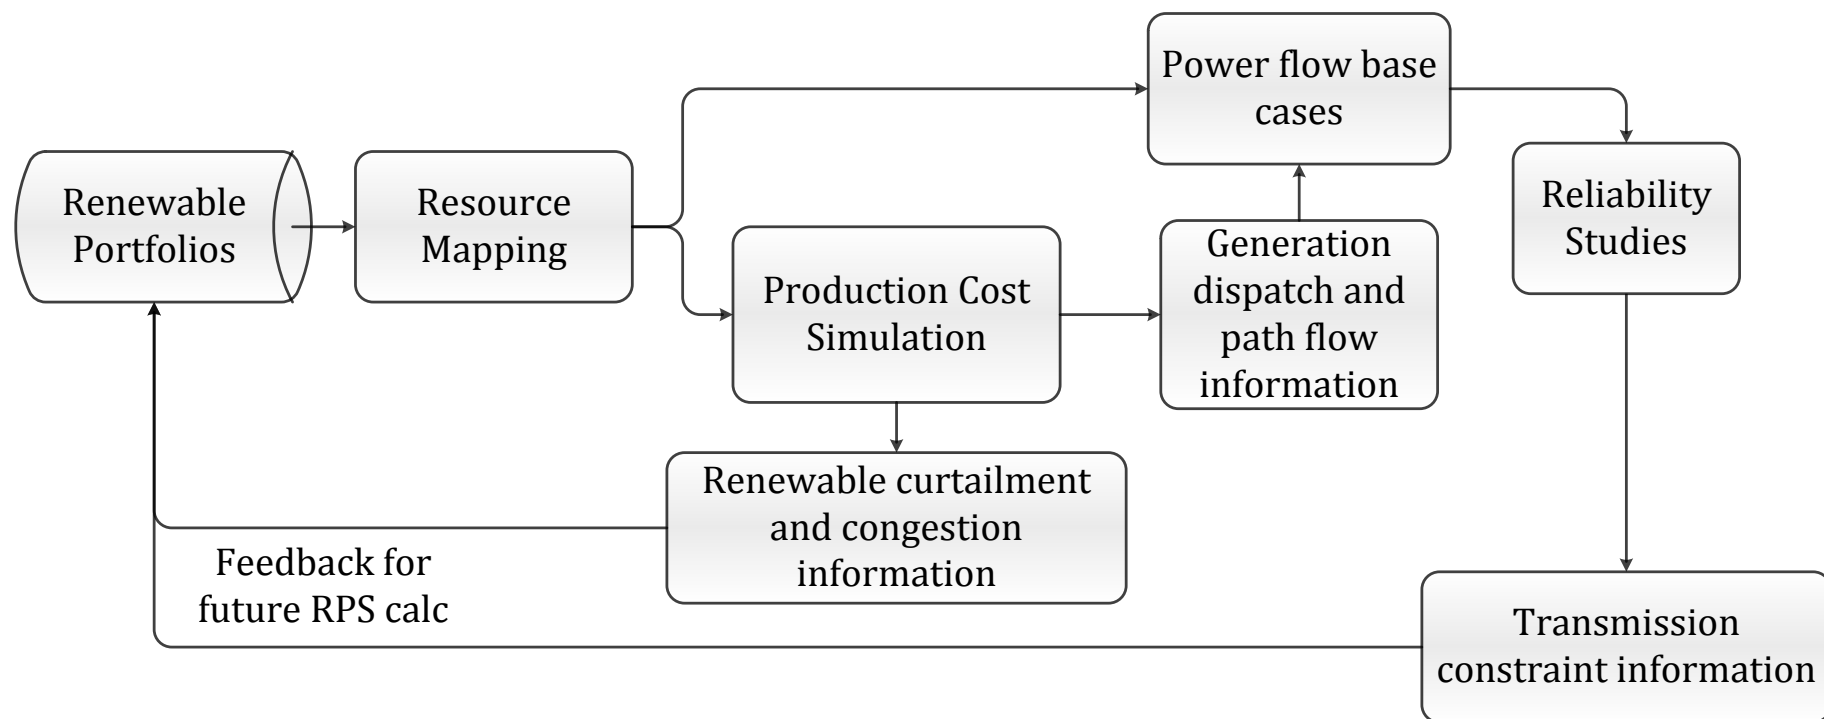 Power flow base
cases
Renewable
Portfolios
Resource
Mapping
Reliability
Studies
Production Cost
Simulation
Generation
dispatch and
path flow
information
Renewable curtailment
and congestion
information
Feedback for
future RPS calc
Transmission
constraint information